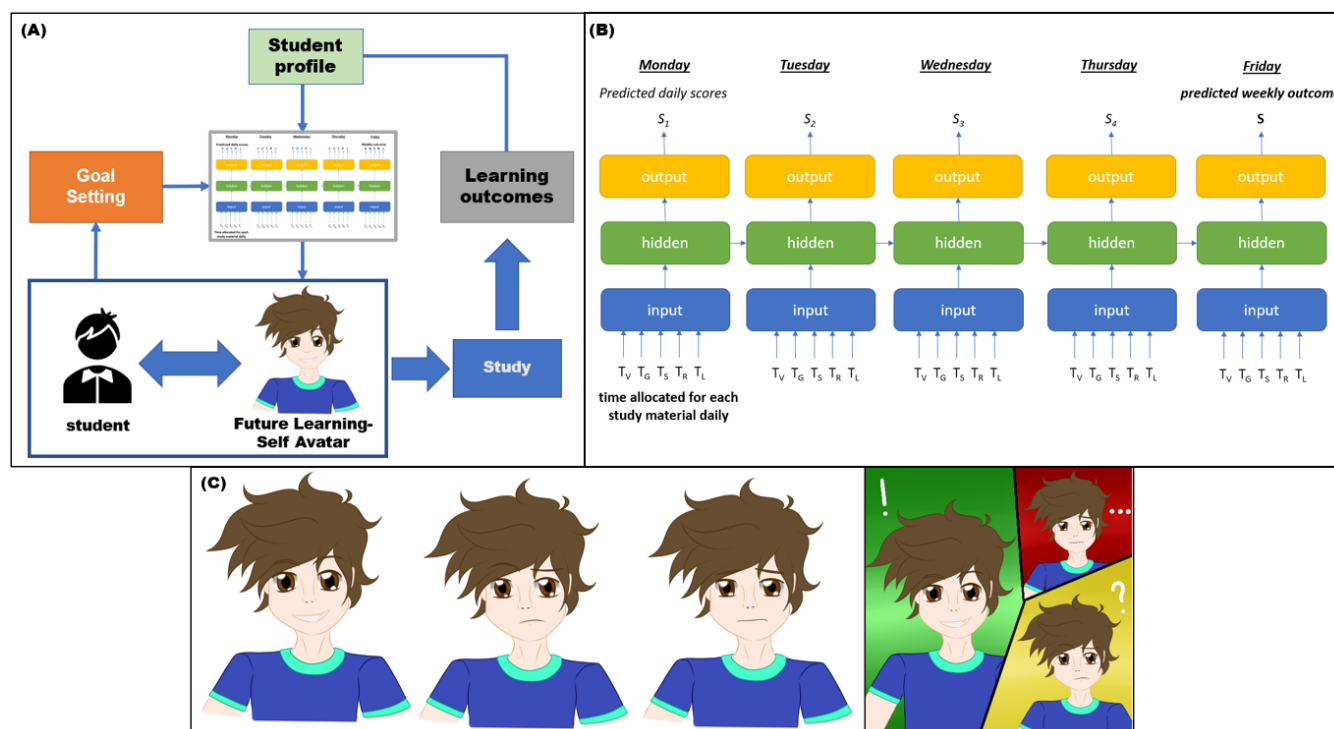 (A)
Student
profile
Goal
Setting
Learning
outcomes
student
Future Learning-
Self Avatar
Study
(B)
Monday
Tuesday
Wednesday
Thursday
Friday
Predicted daily scores
predicted weekly outcome
S1
S2
S3
S4
S
output
output
output
output
output
hidden
hidden
hidden
hidden
hidden
input
input
input
input
input
TV TG TS TR TL
TV TG TS TR TL
TV TG TS TR TL
TV TG TS TR TL
TV TG TS TR TL
time allocated for each
study material daily
(C)
!
...
?